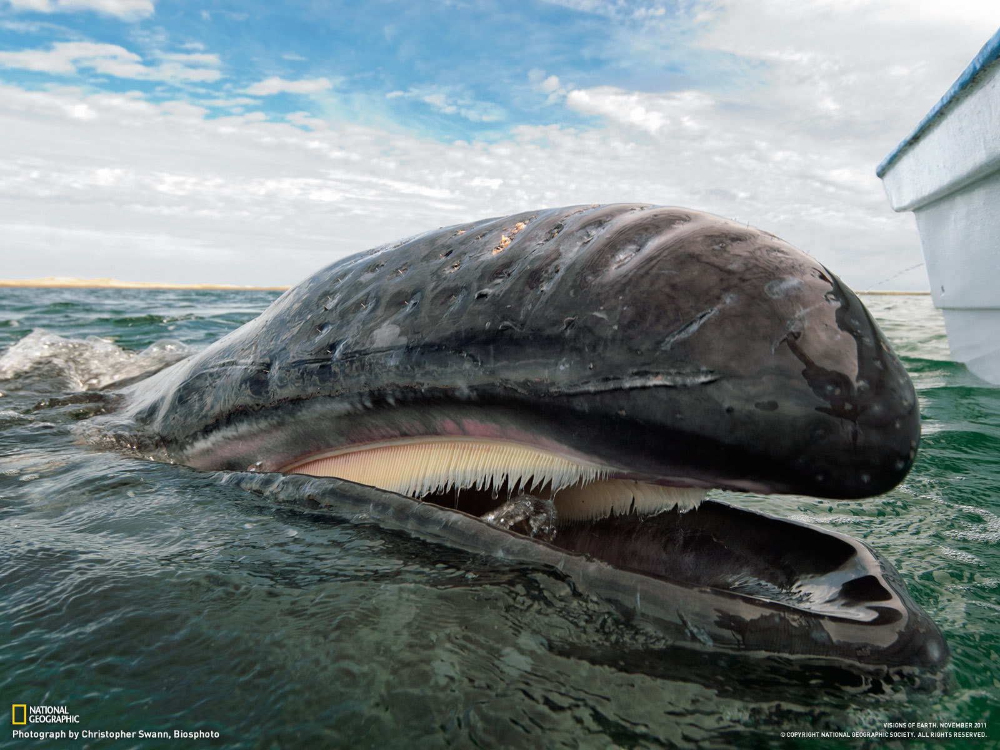 NATIONAL
GEOGRAPHIC
Photograph by Christopher Swann, Biosphoto
VISIONS OF EARTH. NOVEMBER 2011
© COPYRIGHT NATIONAL GEOGRAPHIC SOCIETY. ALL RIGHTS RESERVED.